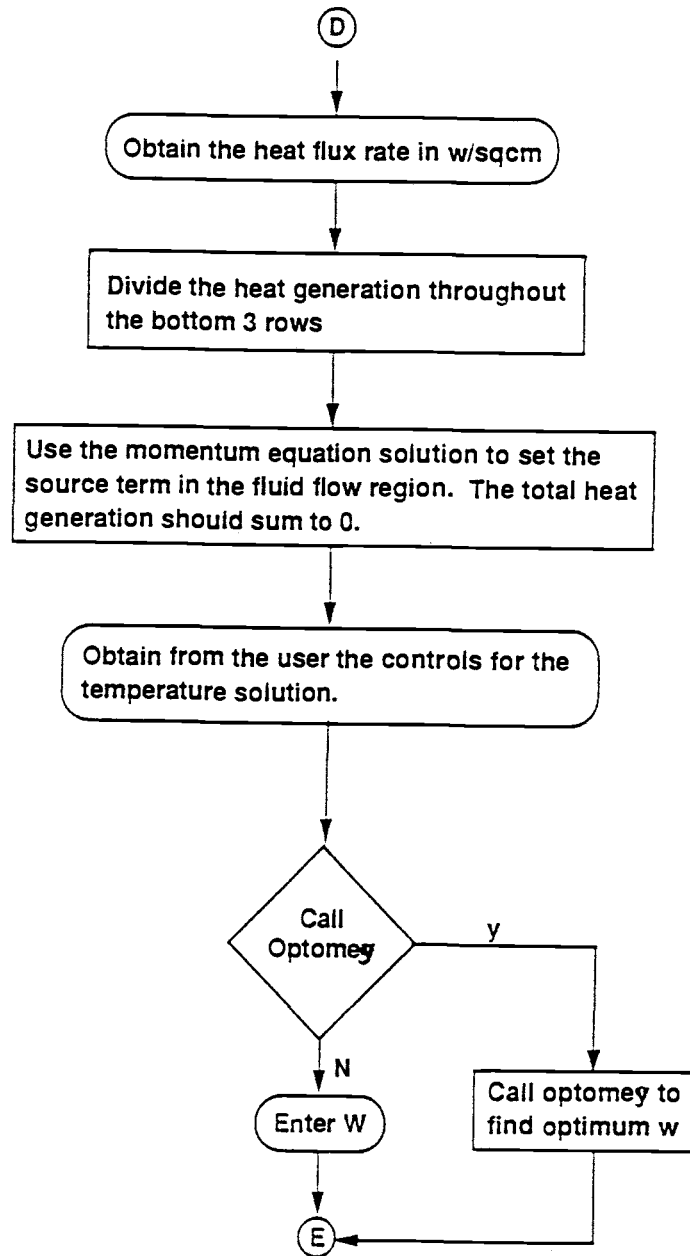 D
Obtain the heat flux rate in w/sqcm
Divide the heat generation throughout
the bottom 3 rows
Use the momentum equation solution to set the
source term in the fluid flow region. The total heat
generation should sum to 0.
Obtain from the user the controls for the
temperature solution.
Call
y
N
Enter W
Call optomey to
find optimum w
E